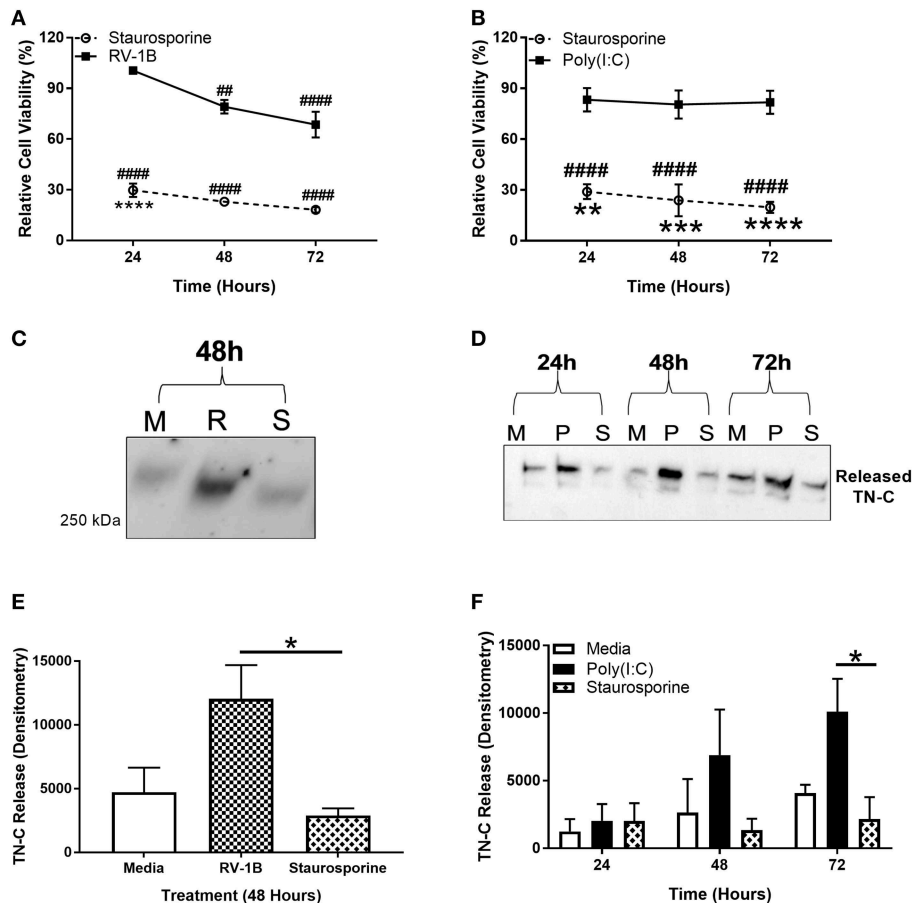 A
Staurosporine
RV-1B
Relative Cell Viability (%)
120
90
60
30
0
##
####
####
####
####
****
24
48
72
Time (Hours)
B
Staurosporine
Poly(I:C)
Relative Cell Viability (%)
120
90
60
30
0
####
####
####
**
***
****
24
48
72
Time (Hours)
C
48h
M R S
250 kDa
D
24h 48h 72h
M P S M P S M P S
Released
TN-C
E
TN-C Release (Densitometry)
15000
10000
5000
0
*
Media RV-1B Staurosporine
Treatment (48 Hours)
F
Media
Poly(I:C)
Staurosporine
TN-C Release (Densitometry)
15000
10000
5000
0
*
24 48 72
Time (Hours)